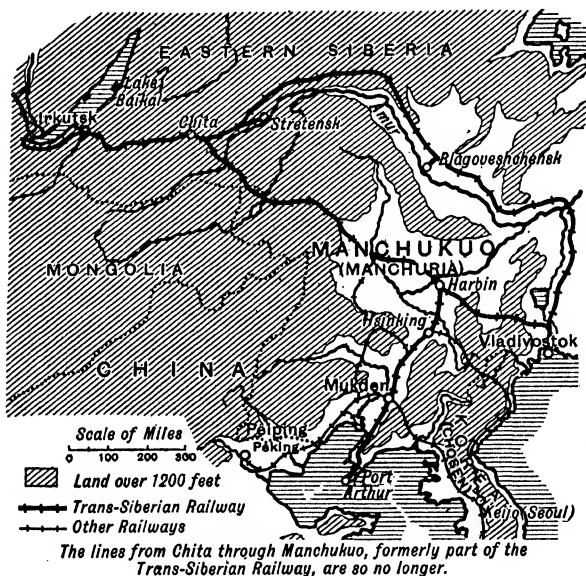 EASTERN SIBERIA
Lake
Baikal
Irkutsk
Chita
Stretensk
mur
Blagoveshchensk
MANCHUKUO
(MANCHURIA)
MONGOLIA
Harbin
Hsinking
Vladivostok
CHINA
Mukden
Peiping
Peking
Port
Arthur
KOREA
(CHOSEN)
Keijo (Seoul)
Scale of Miles
0 100 200 300
Land over 1200 feet
Trans-Siberian Railway
Other Railways
The lines from Chita through Manchukuo, formerly part of the
Trans-Siberian Railway, are so no longer.